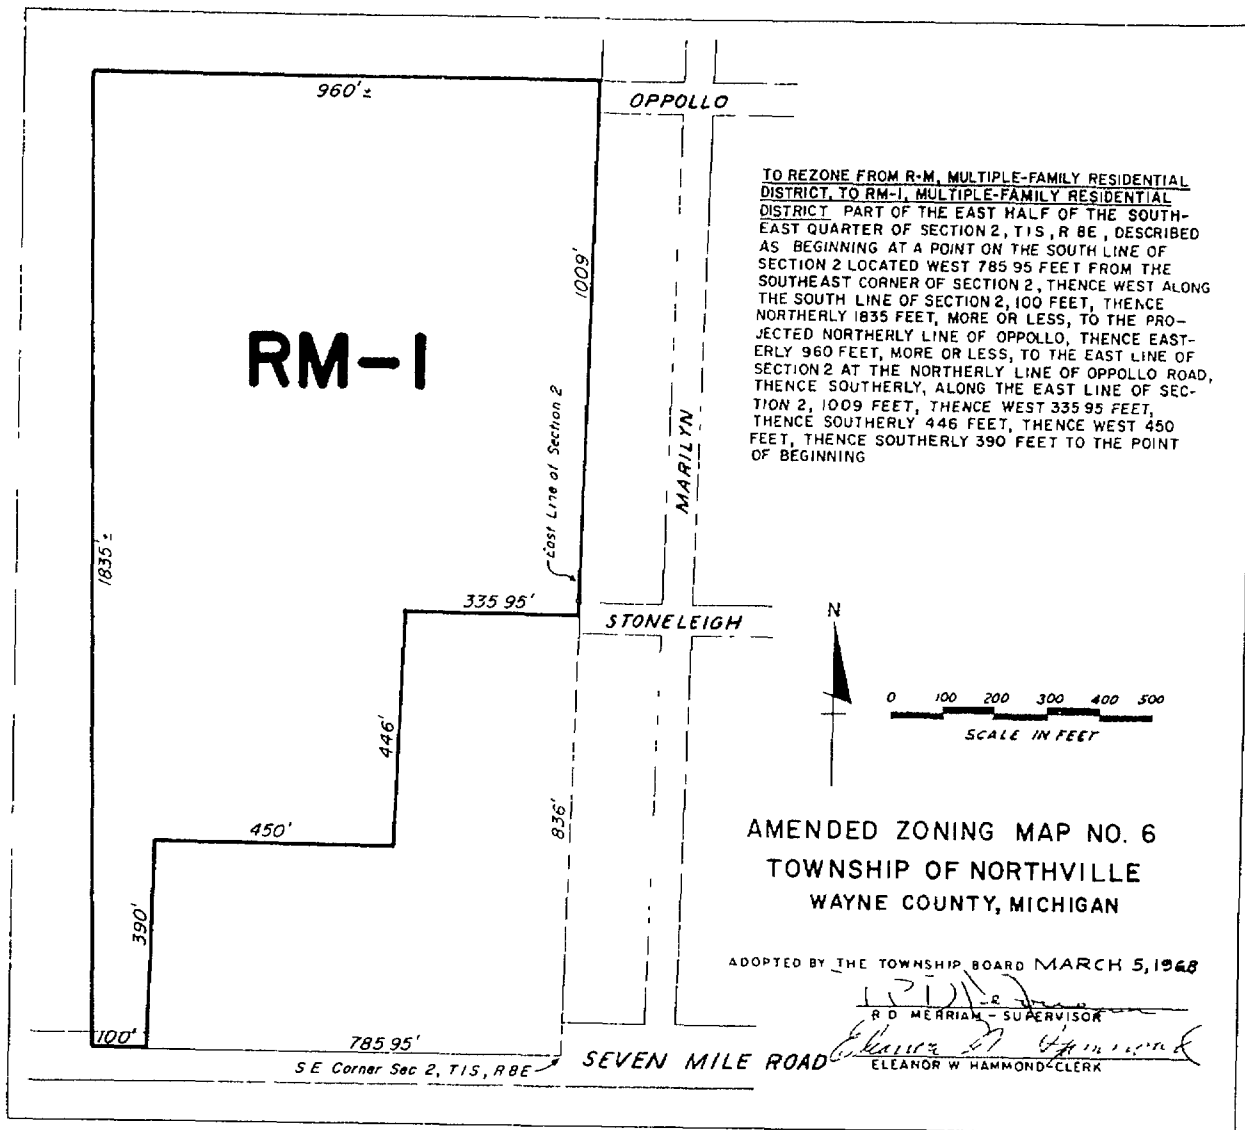 960'±
OPPOLLO
TO REZONE FROM R-M, MULTIPLE-FAMILY RESIDENTIAL
DISTRICT, TO RM-1, MULTIPLE-FAMILY RESIDENTIAL
DISTRICT PART OF THE EAST HALF OF THE SOUTH-
EAST QUARTER OF SECTION 2, T1S, R 8E, DESCRIBED
AS BEGINNING AT A POINT ON THE SOUTH LINE OF
SECTION 2 LOCATED WEST 785 95 FEET FROM THE
SOUTHEAST CORNER OF SECTION 2, THENCE WEST ALONG
THE SOUTH LINE OF SECTION 2, 100 FEET, THENCE
NORTHERLY 1835 FEET, MORE OR LESS, TO THE PRO-
JECTED NORTHERLY LINE OF OPPOLLO, THENCE EAST-
ERLY 960 FEET, MORE OR LESS, TO THE EAST LINE OF
SECTION 2 AT THE NORTHERLY LINE OF OPPOLLO ROAD,
THENCE SOUTHERLY, ALONG THE EAST LINE OF SEC-
TION 2, 1009 FEET, THENCE WEST 335 95 FEET,
THENCE SOUTHERLY 446 FEET, THENCE WEST 450
FEET, THENCE SOUTHERLY 390 FEET TO THE POINT
OF BEGINNING
1009'
RM-1
East Line of Section 2
MARILYN
1835'±
335 95'
STONELEIGH
N
0 100 200 300 400 500
SCALE IN FEET
446'
450'
836'
390'
AMENDED ZONING MAP NO. 6
TOWNSHIP OF NORTHVILLE
WAYNE COUNTY, MICHIGAN
ADOPTED BY THE TOWNSHIP BOARD MARCH 5, 1968
R D MERRIAM - SUPERVISOR
Eleanor W Hammond
ELEANOR W HAMMOND-CLERK
100'
785 95'
S E Corner Sec 2, T1S, R8E
SEVEN MILE ROAD